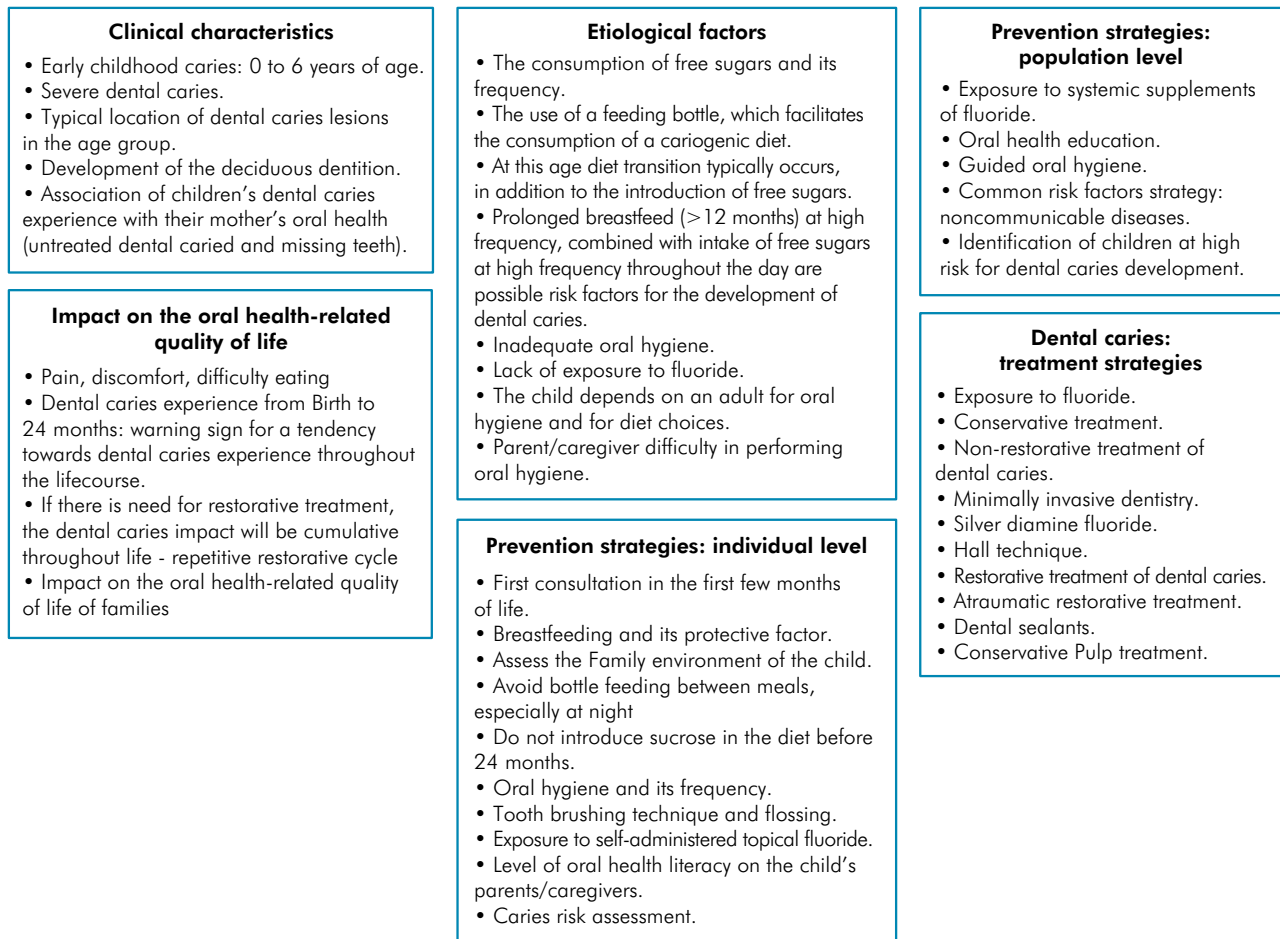 Clinical characteristics
• Early childhood caries: 0 to 6 years of age.
• Severe dental caries.
• Typical location of dental caries lesions
in the age group.
• Development of the deciduous dentition.
• Association of children's dental caries
experience with their mother's oral health
(untreated dental caried and missing teeth).
Impact on the oral health-related
quality of life
• Pain, discomfort, difficulty eating
• Dental caries experience from Birth to
24 months: warning sign for a tendency
towards dental caries experience throughout
the lifecourse.
• If there is need for restorative treatment,
the dental caries impact will be cumulative
throughout life - repetitive restorative cycle
• Impact on the oral health-related quality
of life of families
Etiological factors
• The consumption of free sugars and its
frequency.
• The use of a feeding bottle, which facilitates
the consumption of a cariogenic diet.
• At this age diet transition typically occurs,
in addition to the introduction of free sugars.
• Prolonged breastfeed (>12 months) at high
frequency, combined with intake of free sugars
at high frequency throughout the day are
possible risk factors for the development of
dental caries.
• Inadequate oral hygiene.
• Lack of exposure to fluoride.
• The child depends on an adult for oral
hygiene and for diet choices.
• Parent/caregiver difficulty in performing
oral hygiene.
Prevention strategies: individual level
• First consultation in the first few months
of life.
• Breastfeeding and its protective factor.
• Assess the Family environment of the child.
• Avoid bottle feeding between meals,
especially at night
• Do not introduce sucrose in the diet before
24 months.
• Oral hygiene and its frequency.
• Tooth brushing technique and flossing.
• Exposure to self-administered topical fluoride.
• Level of oral health literacy on the child's
parents/caregivers.
• Caries risk assessment.
Prevention strategies:
population level
• Exposure to systemic supplements
of fluoride.
• Oral health education.
• Guided oral hygiene.
• Common risk factors strategy:
noncommunicable diseases.
• Identification of children at high
risk for dental caries development.
Dental caries:
treatment strategies
• Exposure to fluoride.
• Conservative treatment.
• Non-restorative treatment of
dental caries.
• Minimally invasive dentistry.
• Silver diamine fluoride.
• Hall technique.
• Restorative treatment of dental caries.
• Atraumatic restorative treatment.
• Dental sealants.
• Conservative Pulp treatment.